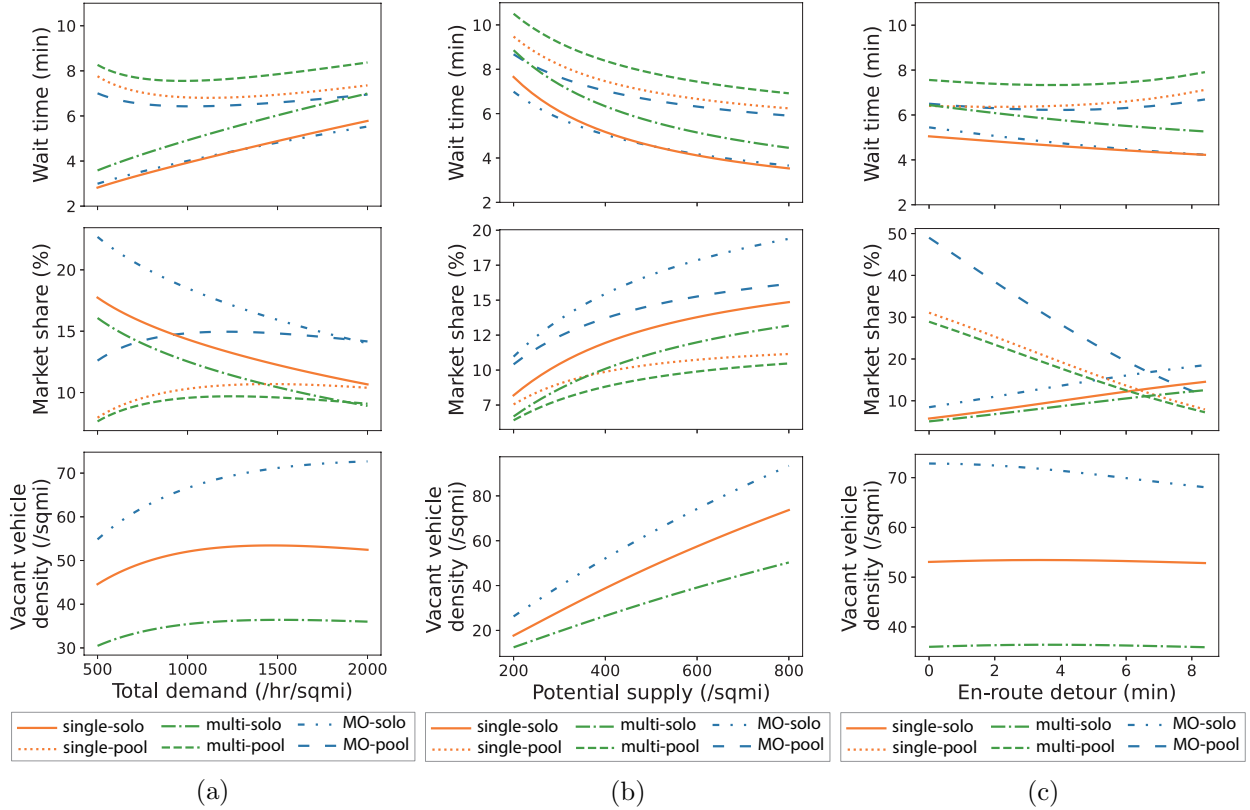 Wait time (min)
10
8
6
4
2
Wait time (min)
10
8
6
4
2
Wait time (min)
10
8
6
4
2
Market share (%)
20
15
10
Market share (%)
20
17
15
12
10
7
Market share (%)
50
40
30
20
10
Vacant vehicle
density (/sqmi)
70
60
50
40
30
500 1000 1500 2000
Total demand (/hr/sqmi)
Vacant vehicle
density (/sqmi)
80
60
40
20
200 400 600 800
Potential supply (/sqmi)
Vacant vehicle
density (/sqmi)
70
60
50
40
0 2 4 6 8
En-route detour (min)
single-solo multi-solo MO-solo
single-pool multi-pool MO-pool
single-solo multi-solo MO-solo
single-pool multi-pool MO-pool
single-solo multi-solo MO-solo
single-pool multi-pool MO-pool
(a) (b) (c)